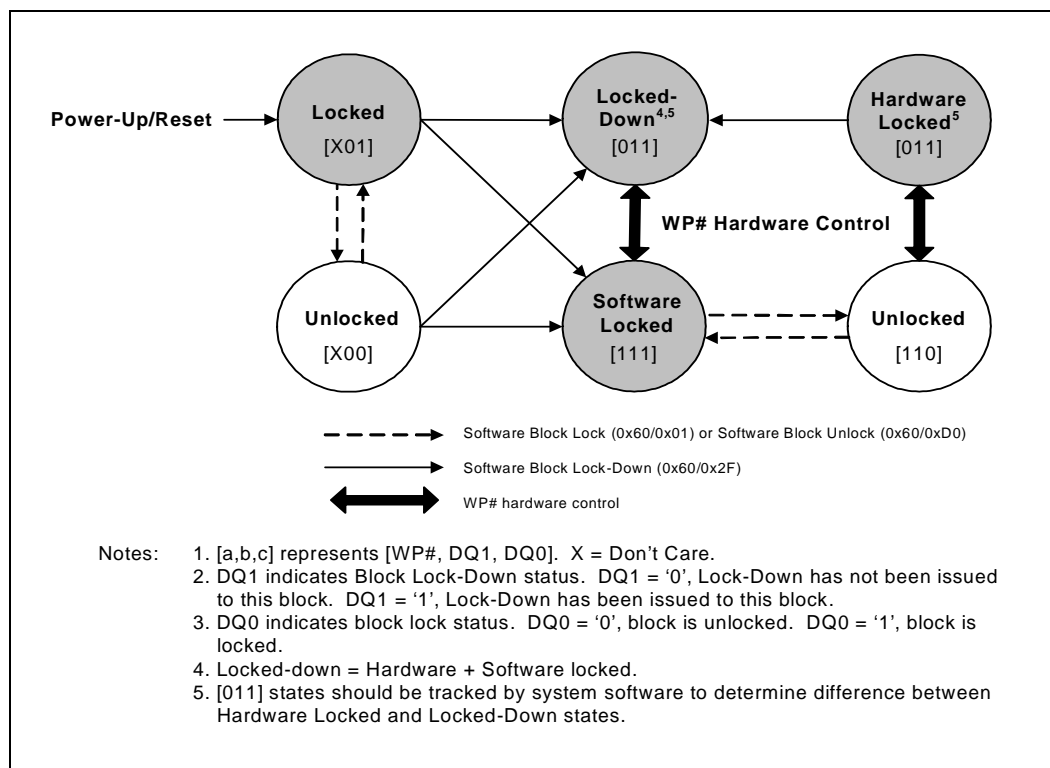 Power-Up/Reset
Locked
[X01]
Locked-
Down4,5
[011]
Hardware
Locked5
[011]
WP# Hardware Control
Unlocked
[X00]
Software
Locked
[111]
Unlocked
[110]
Software Block Lock (0x60/0x01) or Software Block Unlock (0x60/0xD0)
Software Block Lock-Down (0x60/0x2F)
WP# hardware control
Notes: 1. [a,b,c] represents [WP#, DQ1, DQ0]. X = Don't Care.
2. DQ1 indicates Block Lock-Down status. DQ1 = ‘0’, Lock-Down has not been issued
to this block. DQ1 = ‘1’, Lock-Down has been issued to this block.
3. DQ0 indicates block lock status. DQ0 = ‘0’, block is unlocked. DQ0 = ‘1’, block is
locked.
4. Locked-down = Hardware + Software locked.
5. [011] states should be tracked by system software to determine difference between
Hardware Locked and Locked-Down states.